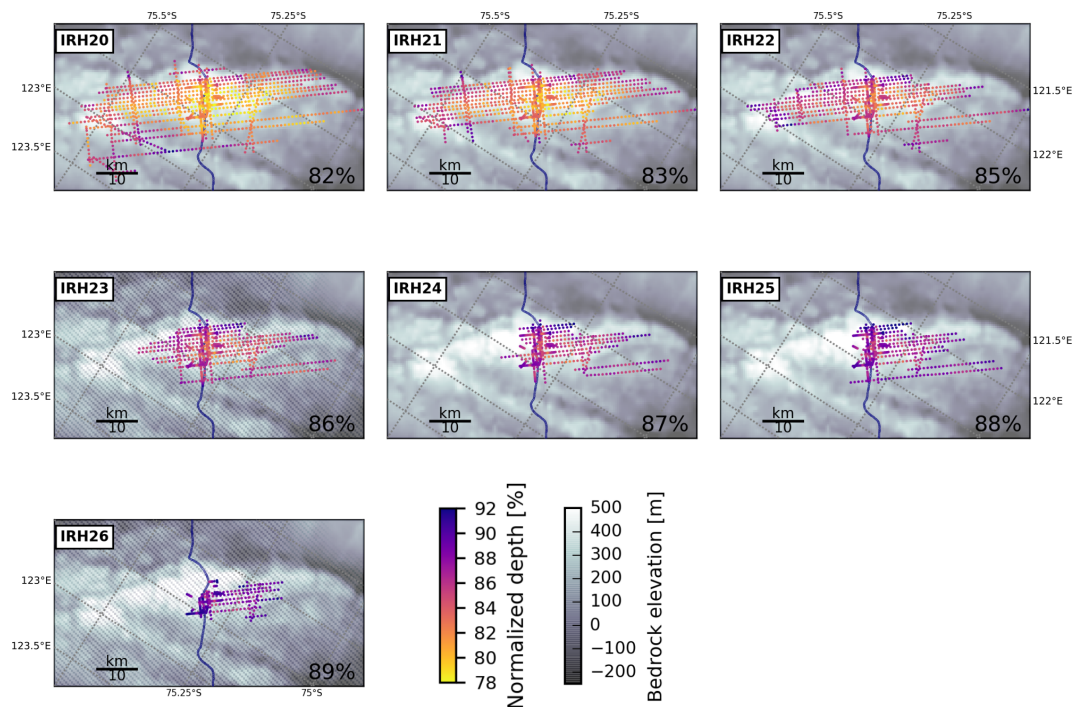 75.5°S 75.25°S 75.5°S 75.25°S 75.5°S 75.25°S
IRH20 IRH21 IRH22
123°E 121.5°E
123.5°E 122°E
km km km
10 10 10
82% 83% 85%
IRH23 IRH24 IRH25
123°E 121.5°E
123.5°E 122°E
km km km
10 10 10
86% 87% 88%
IRH26
123°E
123.5°E
km
10
89%
75.25°S 75°S
92
90
88
86
84
82
80
78
Normalized depth [%]
500
400
300
200
100
0
−100
−200
Bedrock elevation [m]